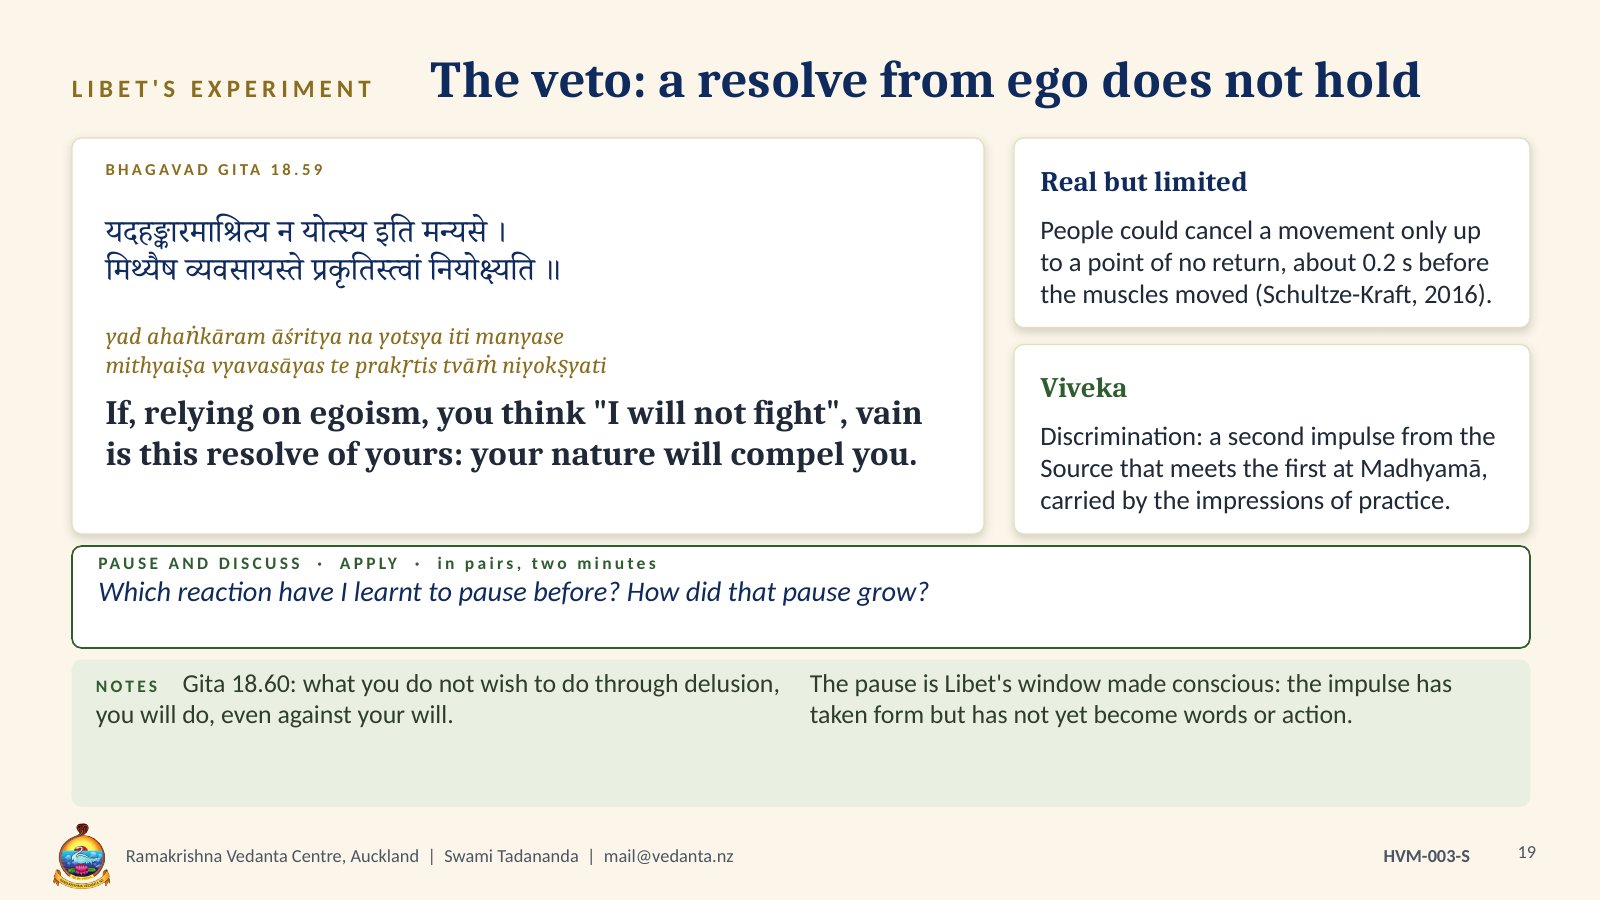 LIBET'S EXPERIMENT
The veto: a resolve from ego does not hold
BHAGAVAD GITA 18.59
यदहङ्कारमाश्रित्य न योत्स्य इति मन्यसे ।
मिथ्यैष व्यवसायस्ते प्रकृतिस्त्वां नियोक्ष्यति ॥
yad ahaṅkāram āśritya na yotsya iti manyase
mithyaiṣa vyavasāyas te prakṛtis tvāṁ niyokṣyati
If, relying on egoism, you think "I will not fight", vain
is this resolve of yours: your nature will compel you.
Real but limited
People could cancel a movement only up
to a point of no return, about 0.2 s before
the muscles moved (Schultze-Kraft, 2016).
Viveka
Discrimination: a second impulse from the
Source that meets the first at Madhyamā,
carried by the impressions of practice.
PAUSE AND DISCUSS · APPLY · in pairs, two minutes
Which reaction have I learnt to pause before? How did that pause grow?
NOTES Gita 18.60: what you do not wish to do through delusion,
you will do, even against your will.
The pause is Libet's window made conscious: the impulse has
taken form but has not yet become words or action.
Ramakrishna Vedanta Centre, Auckland | Swami Tadananda | mail@vedanta.nz
HVM-003-S
19